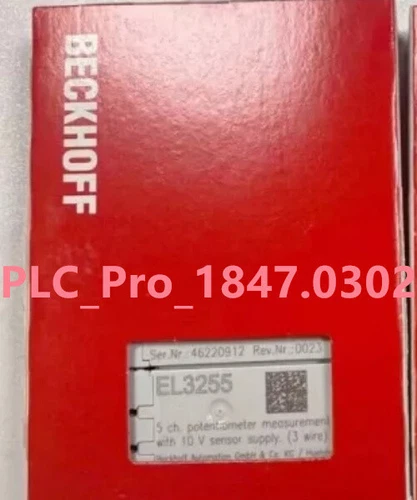 BECKHOFF
PLC_Pro_1847.0302
Ser.Nr.:46220912 Rev.Nr.:0023
EL3255
5 ch. potentiometer measurement
with 10 V sensor supply. (3 wire)
Beckhoff Automation GmbH & Co. KG /